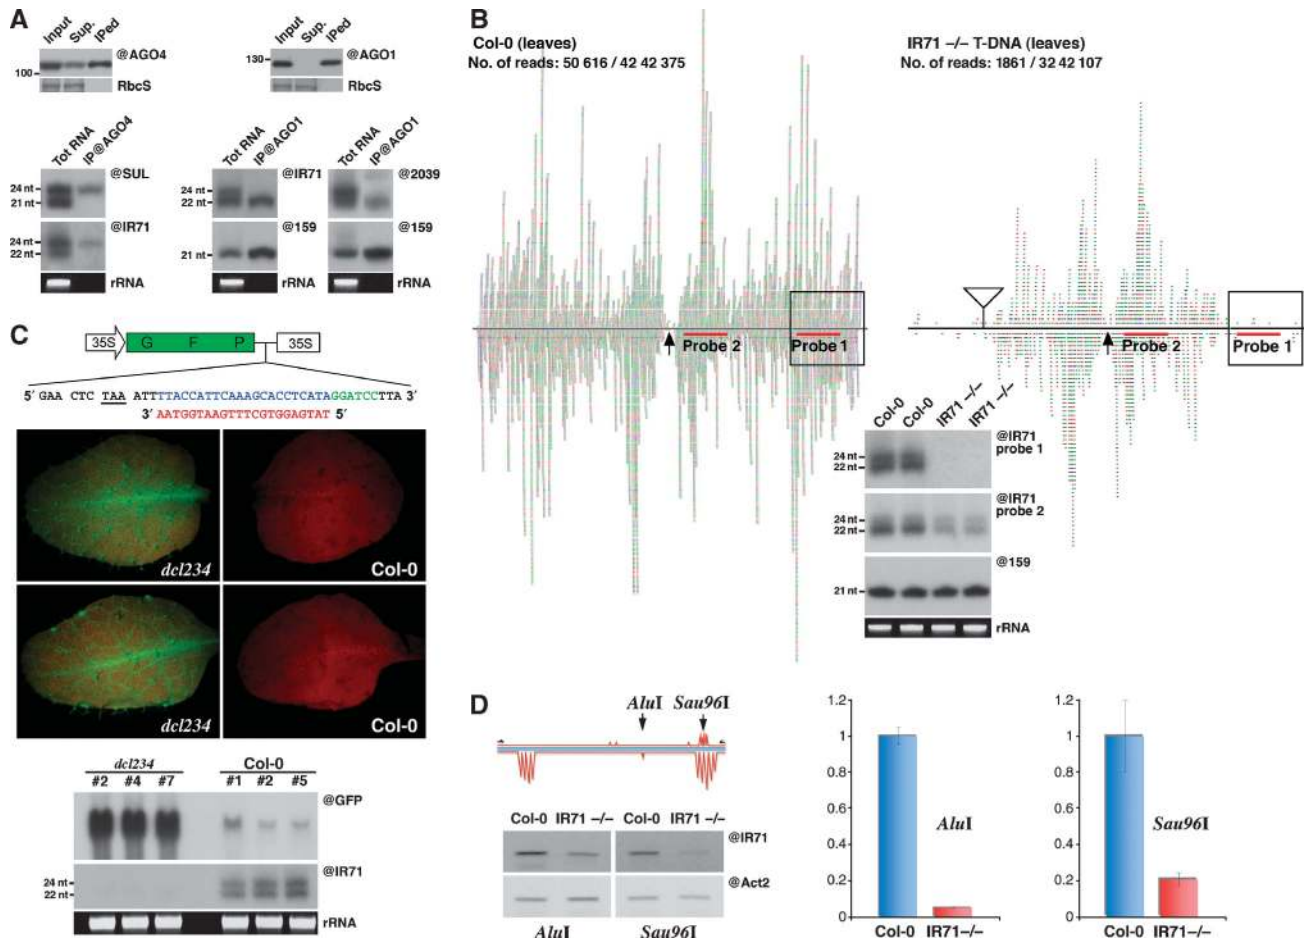 A
Input Sup. IPed
@AGO4
100
RbcS
Input Sup. IPed
130
@AGO1
RbcS
Tot RNA IP@AGO4
@SUL
24 nt
21 nt
@IR71
24 nt
22 nt
rRNA
Tot RNA IP@AGO1 Tot RNA IP@AGO1
@IR71 @2039
24 nt
22 nt
@159 @159
21 nt
rRNA rRNA
B
Col-0 (leaves)
No. of reads: 50 616 / 42 42 375
Probe 2
Probe 1
IR71 –/– T-DNA (leaves)
No. of reads: 1861 / 32 42 107
Probe 2
Probe 1
Col-0 Col-0 IR71 –/– IR71 –/–
@IR71
probe 1
24 nt
22 nt
@IR71
probe 2
24 nt
22 nt
@159
21 nt
rRNA
C
35S G F P 35S
5′ GAA CTC TAA ATTTTACCATTCAAAGCACCTCATAGGATCCTTA 3′
3′ AATGGTAAGTTTCGTGGAGTAT 5′
dcl234 Col-0
dcl234 Col-0
dcl234 Col-0
#2 #4 #7 #1 #2 #5
@GFP
@IR71
24 nt
22 nt
rRNA
D
AluI Sau96I
Col-0 IR71 –/– Col-0 IR71 –/–
@IR71
@Act2
AluI Sau96I
1.2
1
0.8
0.6
0.4
0.2
0
AluI
Col-0 IR71–/–
1.2
1
0.8
0.6
0.4
0.2
0
Sau96I
Col-0 IR71–/–